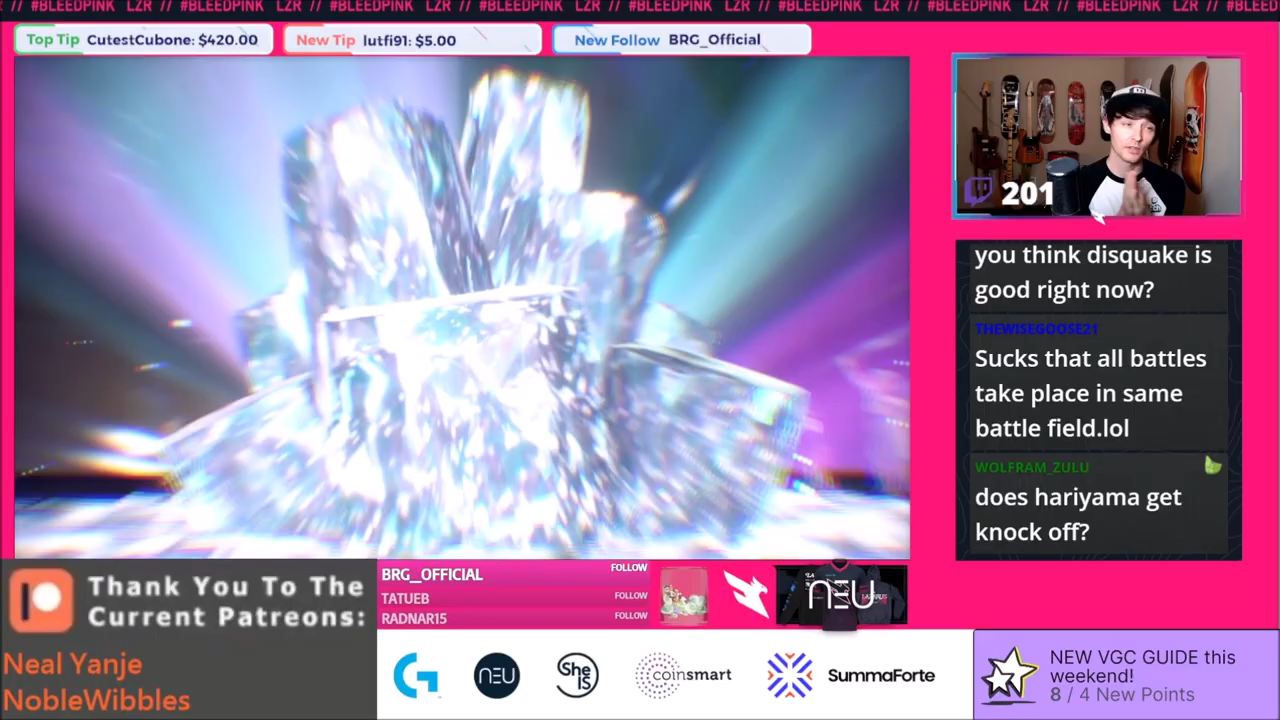 // #BLEEDPINK LZR // #BLEEDPINK LZR // #BLEEDPINK LZR // #BLEEDPINK LZR // #BLEEDPINK LZR // #BLEEDPINK LZR // #BLEEDPINK LZR // #BLEEDPINK LZR // #BLEED
Top Tip CutestCubone: $420.00
New Tip lutfi91: $5.00
New Follow BRG_Official
201
you think disquake is
good right now?
THEWISEGOOSE21
Sucks that all battles
take place in same
battle field.lol
WOLFRAM_ZULU
does hariyama get
knock off?
Thank You To The
Current Patreons:
Neal Yanje
NobleWibbles
BRG_OFFICIAL FOLLOW
TATUEB FOLLOW
RADNAR15 FOLLOW
NEU
G
NEU
She
IS
coinsmart
SummaForte
NEW VGC GUIDE this
weekend!
8 / 4 New Points